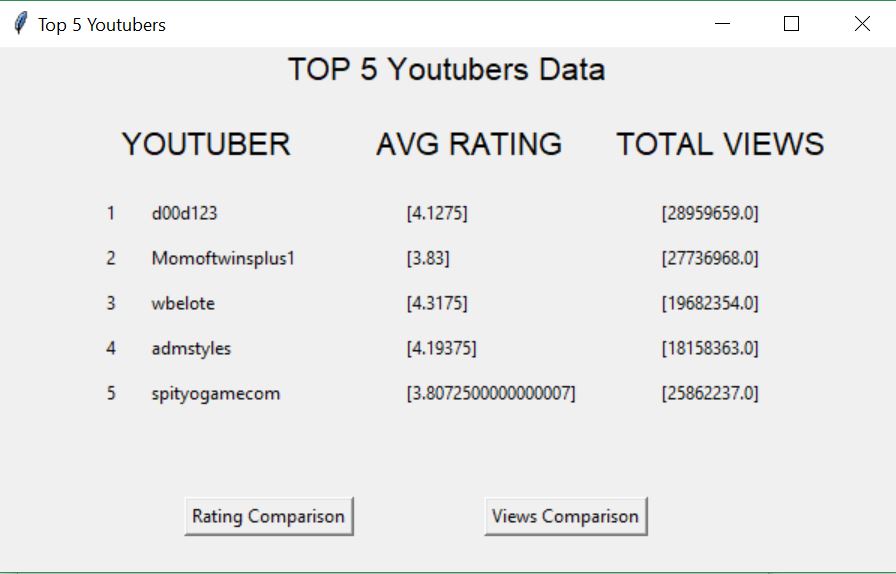 Top 5 Youtubers
TOP 5 Youtubers Data
YOUTUBER AVG RATING TOTAL VIEWS
1 d00d123 [4.1275] [28959659.0]
2 Momoftwinsplus1 [3.83] [27736968.0]
3 wbelote [4.3175] [19682354.0]
4 admstyles [4.19375] [18158363.0]
5 spityogamecom [3.8072500000000007] [25862237.0]
Rating Comparison Views Comparison